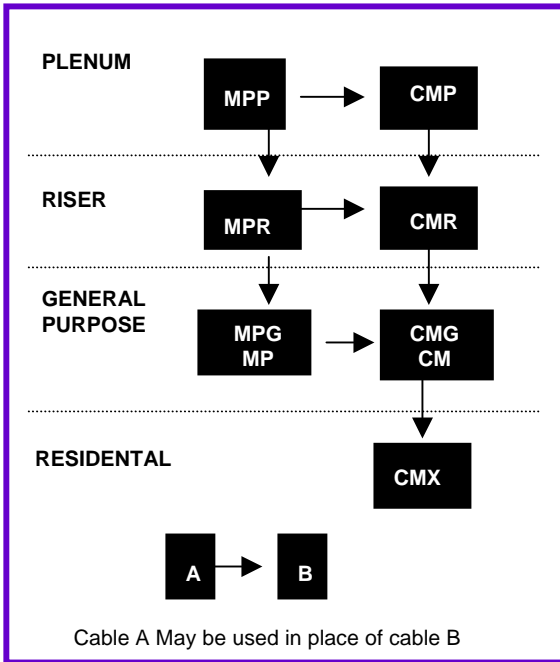 PLENUM
MPP
CMP
RISER
MPR
CMR
GENERAL
PURPOSE
MPG
MP
CMG
CM
RESIDENTAL
CMX
A
B
Cable A May be used in place of cable B